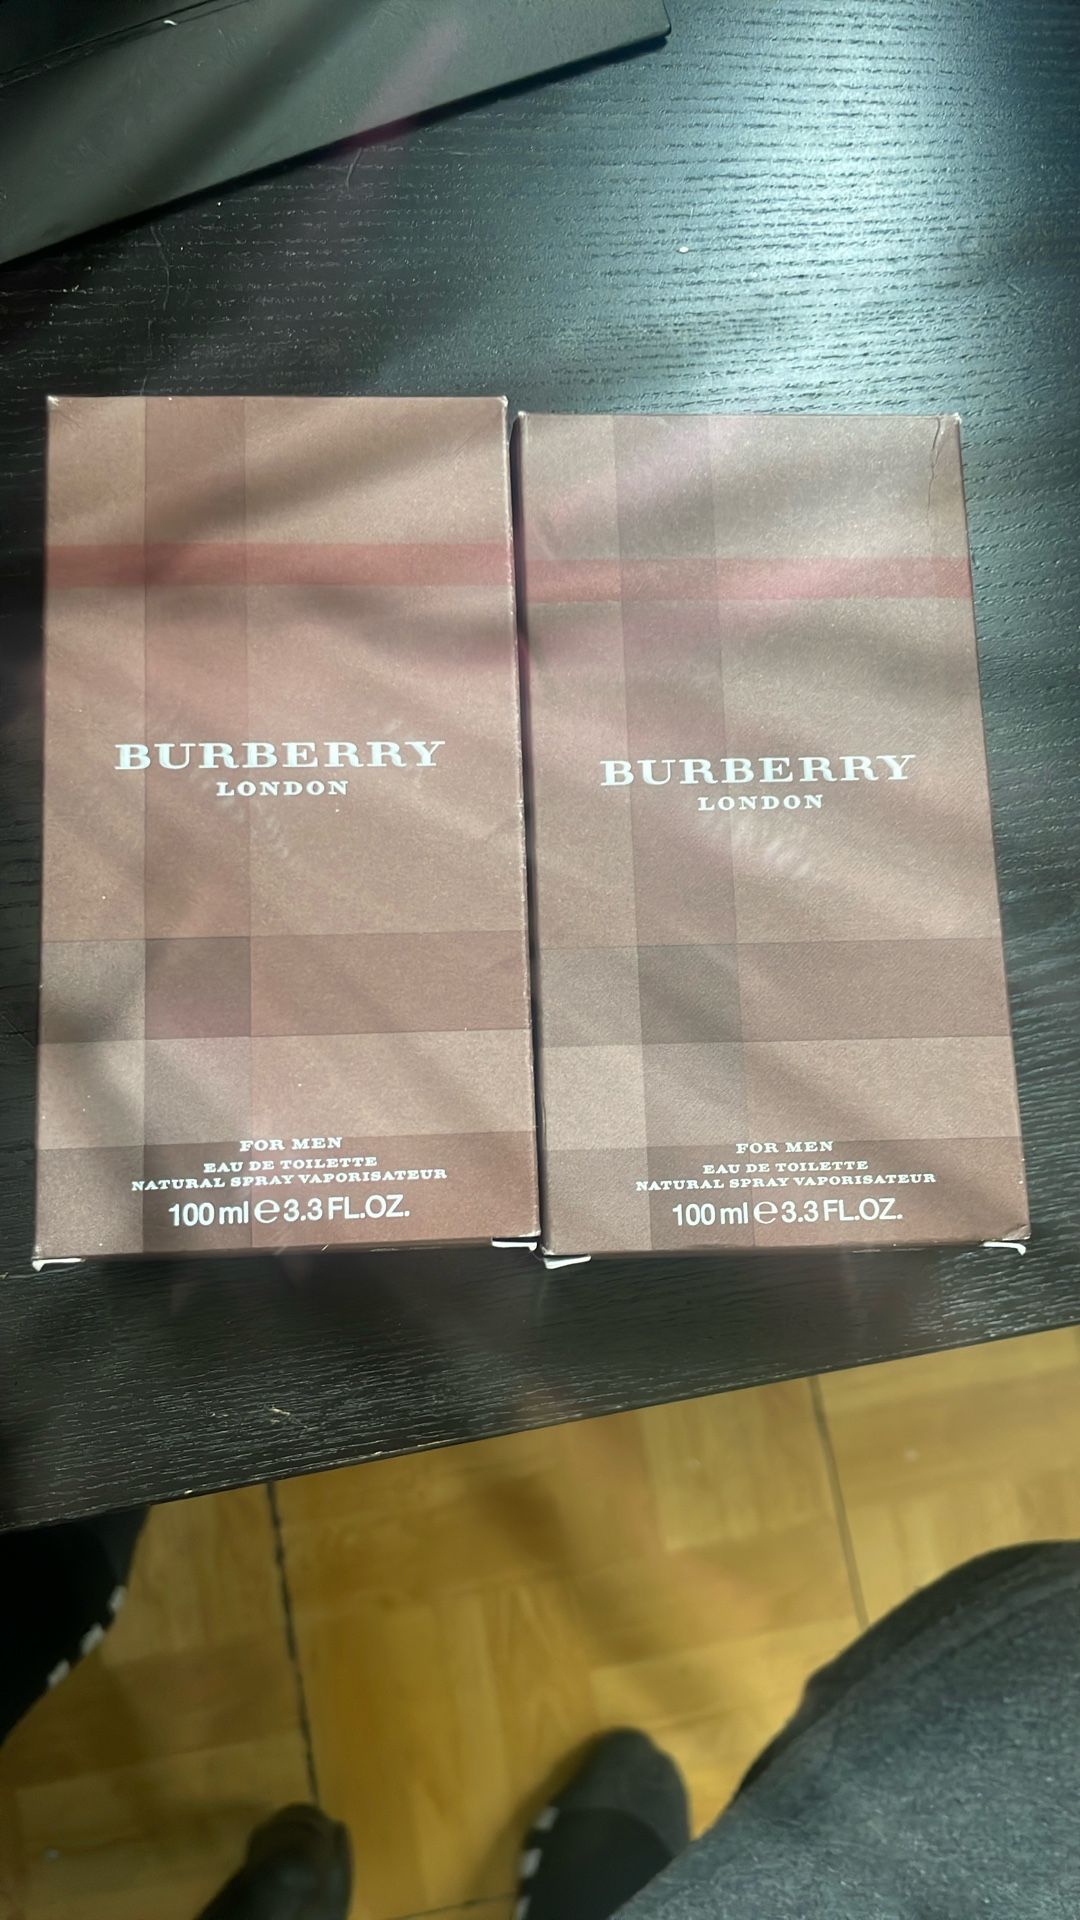 BURBERRY
LONDON
FOR MEN
EAU DE TOILETTE
NATURAL SPRAY VAPORISATEUR
100 ml ℮ 3.3 FL.OZ.
BURBERRY
LONDON
FOR MEN
EAU DE TOILETTE
NATURAL SPRAY VAPORISATEUR
100 ml ℮ 3.3 FL.OZ.